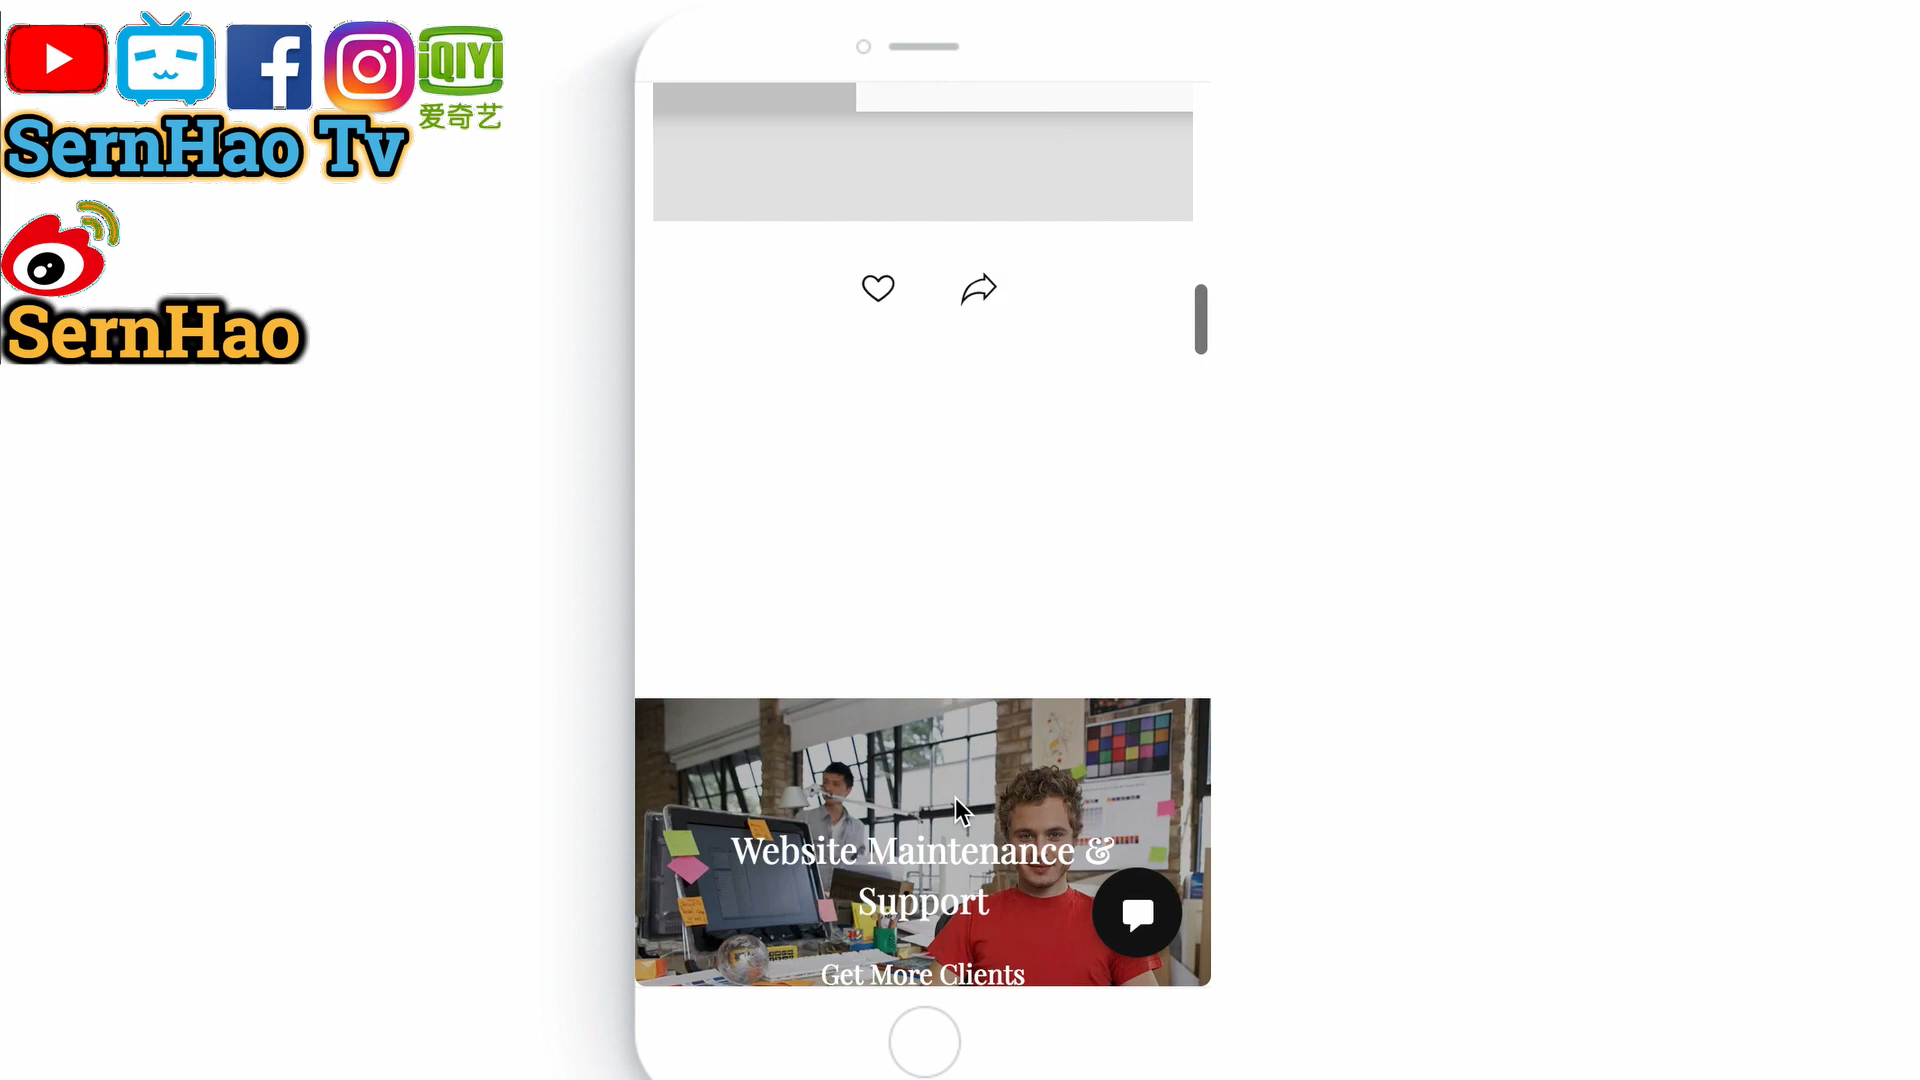 iQIYI
爱奇艺
SernHao Tv
SernHao
Website Maintenance &
Support
Get More Clients